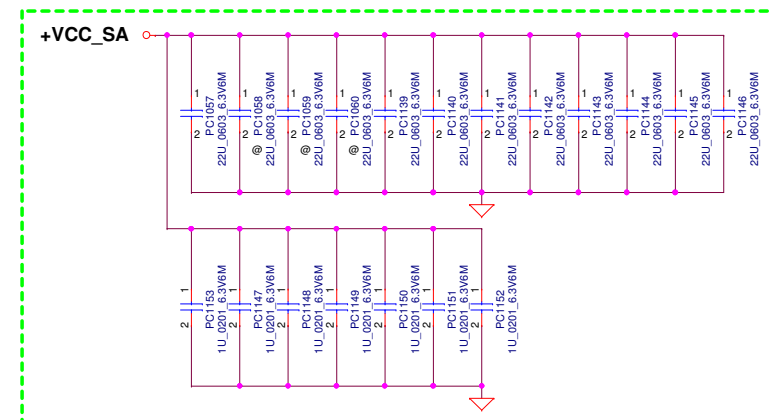 +VCC_SA
1
2
PC1057
22U_0603_6.3V6M
1
2
@
PC1058
22U_0603_6.3V6M
1
2
@
PC1059
22U_0603_6.3V6M
1
2
@
PC1060
22U_0603_6.3V6M
1
2
PC1139
22U_0603_6.3V6M
1
2
PC1140
22U_0603_6.3V6M
1
2
PC1141
22U_0603_6.3V6M
1
2
PC1142
22U_0603_6.3V6M
1
2
PC1143
22U_0603_6.3V6M
1
2
PC1144
22U_0603_6.3V6M
1
2
PC1145
22U_0603_6.3V6M
1
2
PC1146
22U_0603_6.3V6M
1
2
PC1153
1U_0201_6.3V6M
1
2
PC1147
1U_0201_6.3V6M
1
2
PC1148
1U_0201_6.3V6M
1
2
PC1149
1U_0201_6.3V6M
1
2
PC1150
1U_0201_6.3V6M
1
2
PC1151
1U_0201_6.3V6M
1
2
PC1152
1U_0201_6.3V6M